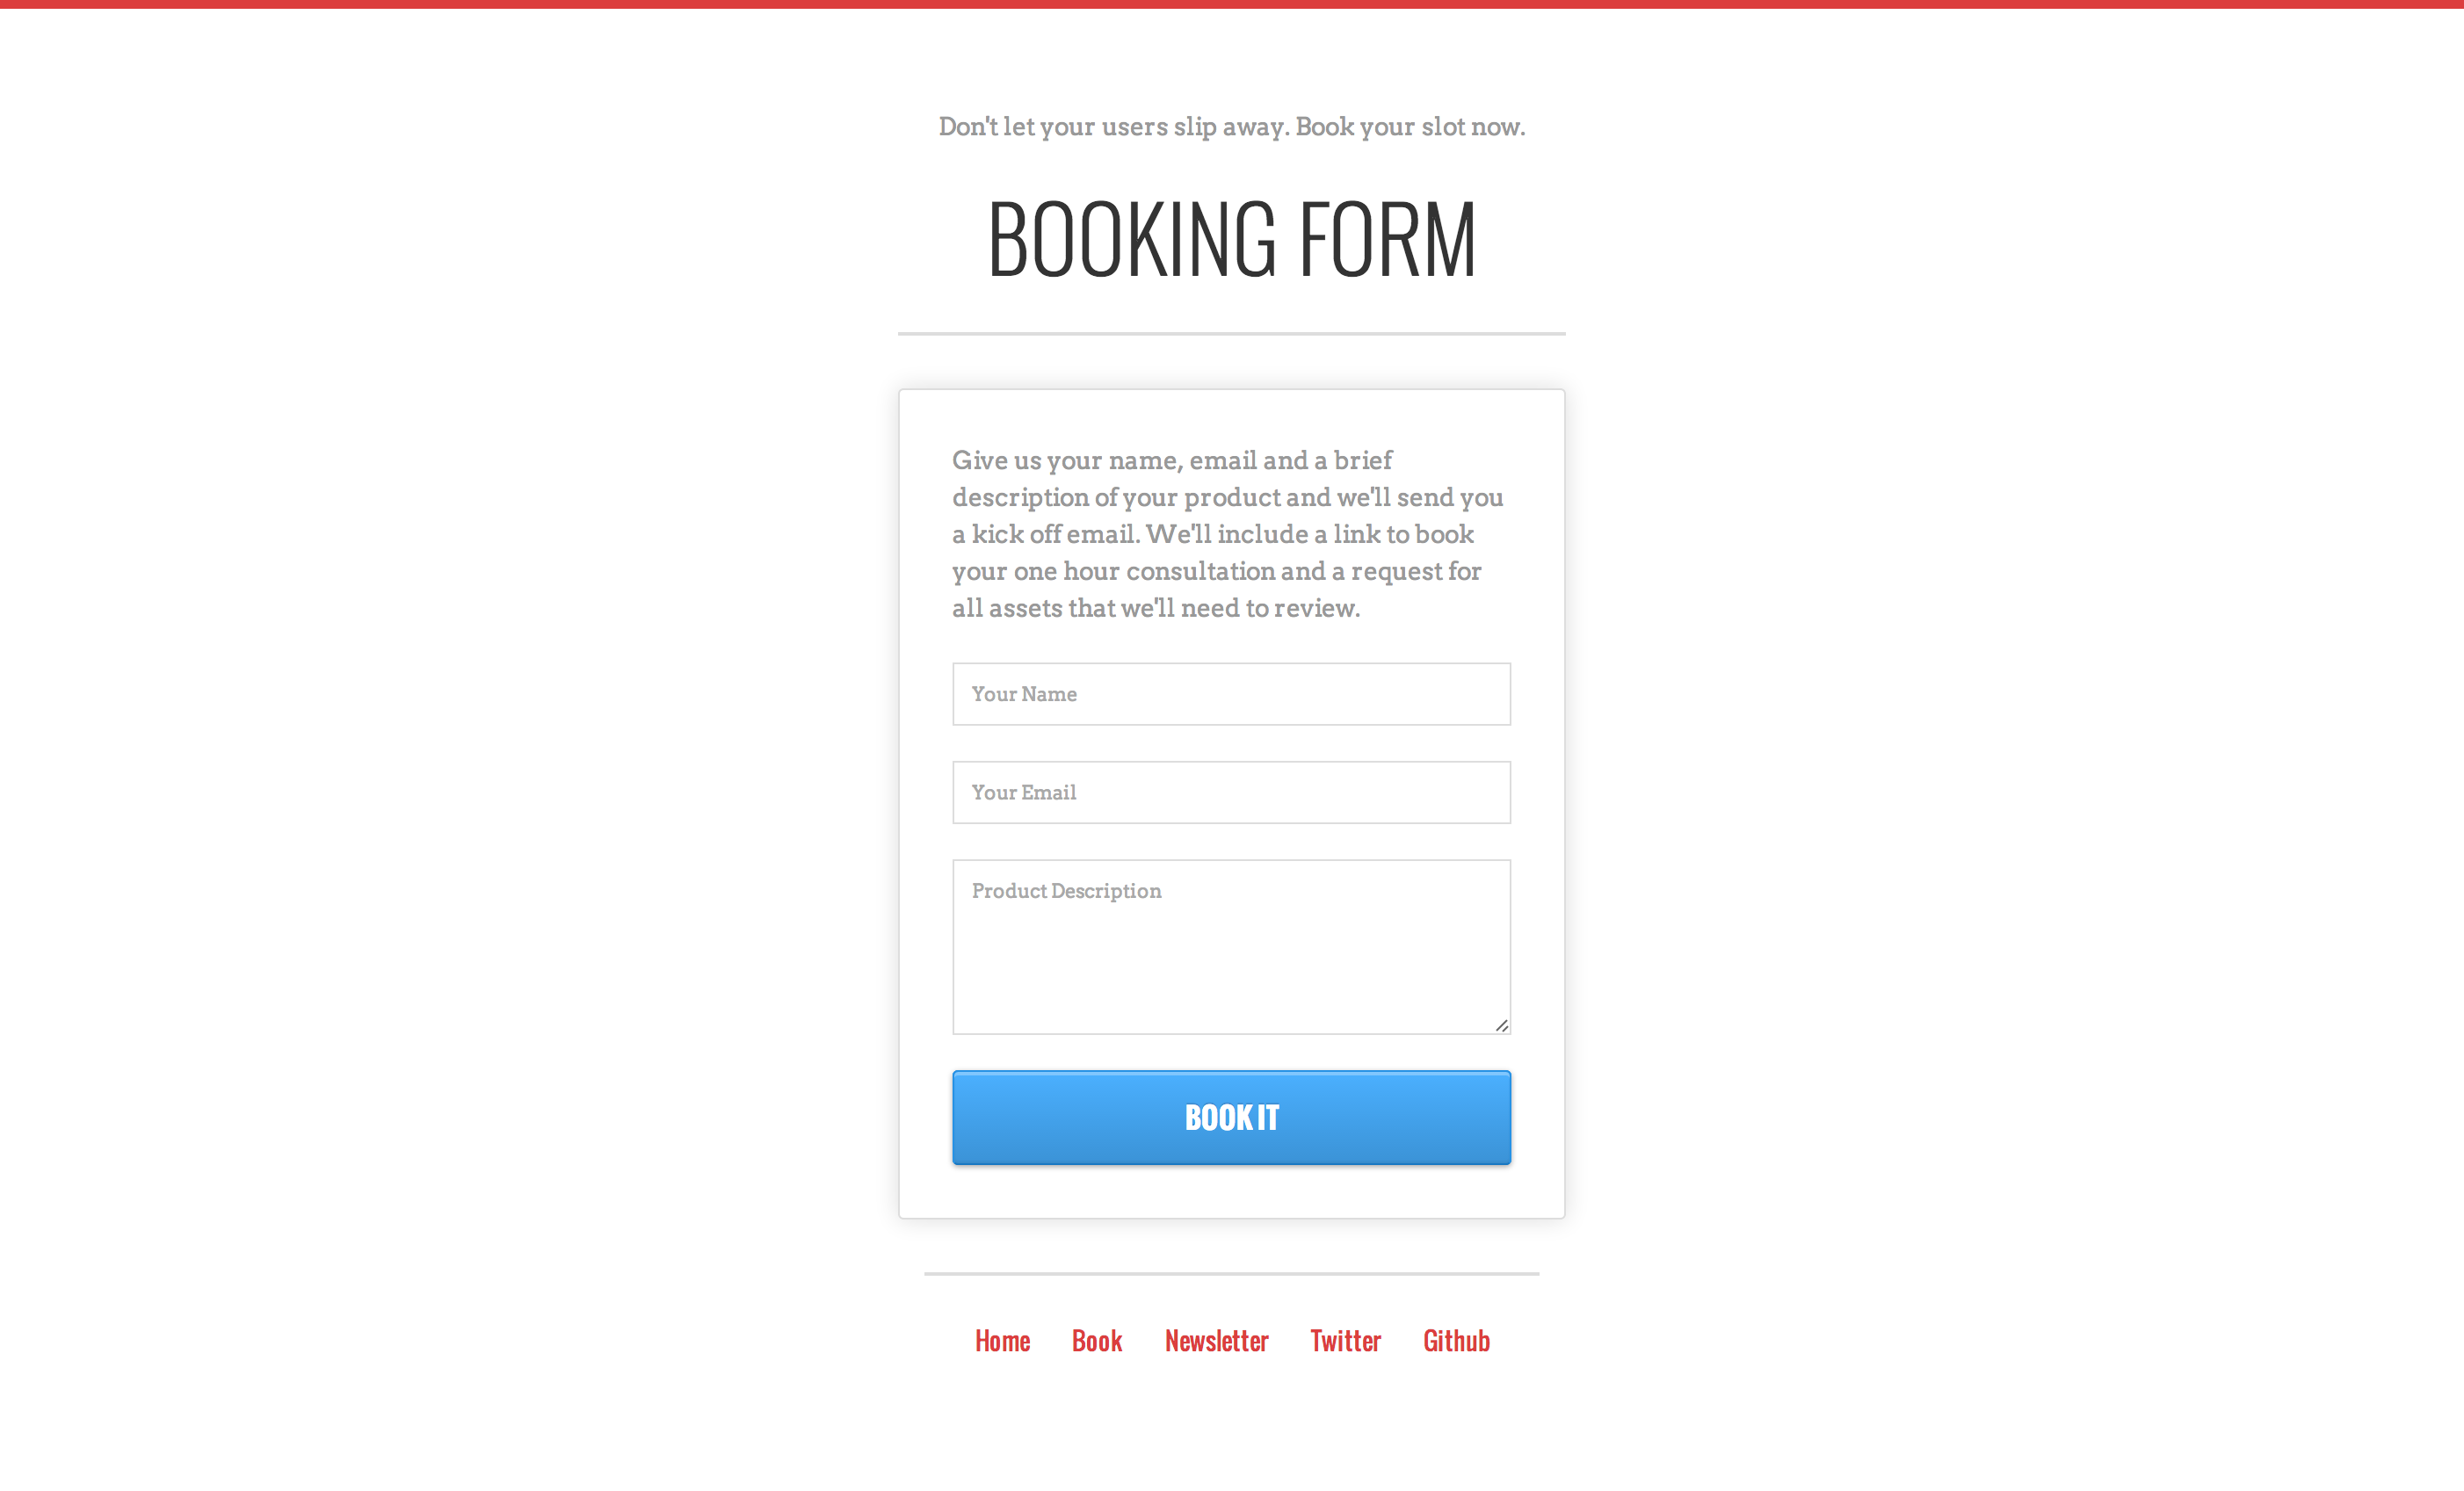 Don't let your users slip away. Book your slot now.
BOOKING FORM
Give us your name, email and a brief
description of your product and we'll send you
a kick off email. We'll include a link to book
your one hour consultation and a request for
all assets that we'll need to review.
Your Name
Your Email
Product Description
BOOK IT
Home Book Newsletter Twitter Github